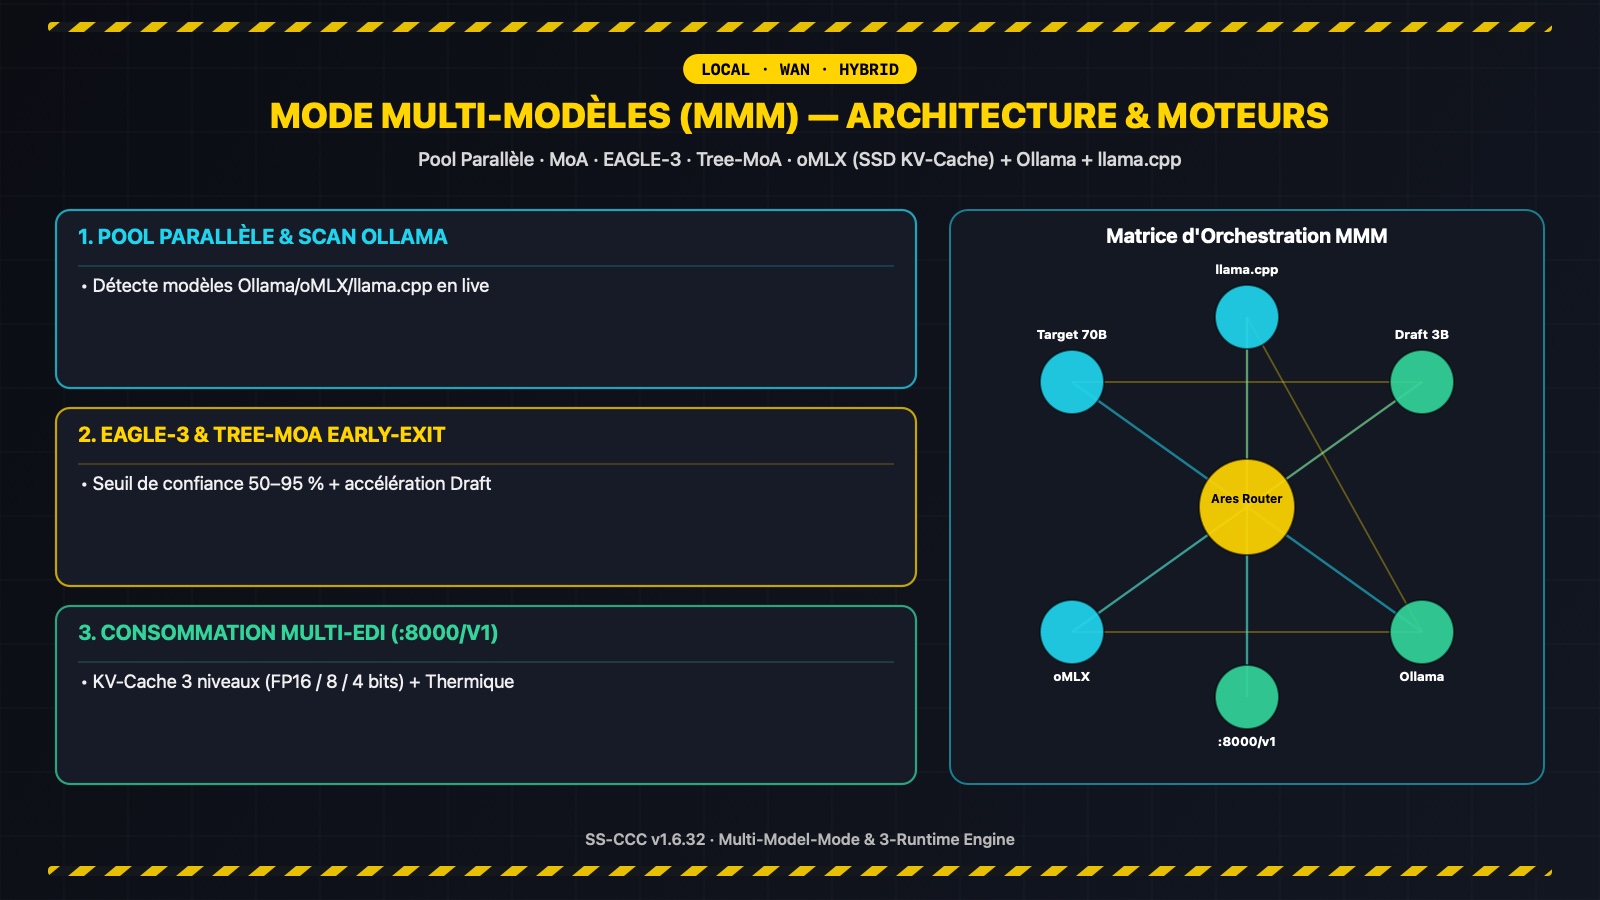 LOCAL · WAN · HYBRID
MODE MULTI-MODÈLES (MMM) — ARCHITECTURE & MOTEURS
Pool Parallèle · MoA · EAGLE-3 · Tree-MoA · oMLX (SSD KV-Cache) + Ollama + llama.cpp
1. POOL PARALLÈLE & SCAN OLLAMA
• Détecte modèles Ollama/oMLX/llama.cpp en live
2. EAGLE-3 & TREE-MOA EARLY-EXIT
• Seuil de confiance 50–95 % + accélération Draft
3. CONSOMMATION MULTI-EDI (:8000/V1)
• KV-Cache 3 niveaux (FP16 / 8 / 4 bits) + Thermique
Matrice d'Orchestration MMM
llama.cpp
Target 70B
Draft 3B
Ares Router
oMLX
Ollama
:8000/v1
SS-CCC v1.6.32 · Multi-Model-Mode & 3-Runtime Engine